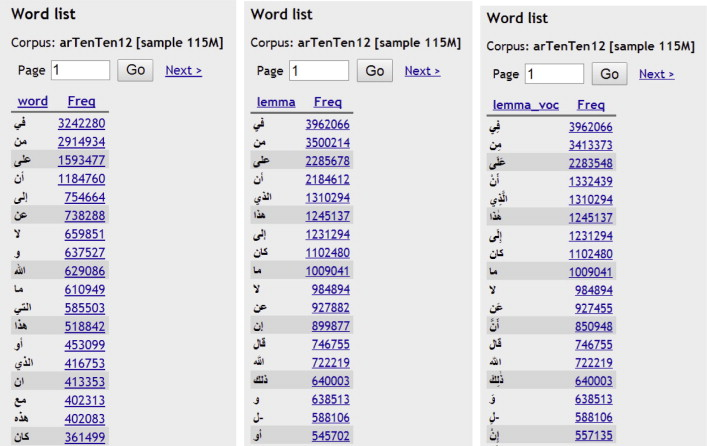 Word list
Corpus: arTenTen12 [sample 115M]
Page 1 Go Next >
word Freq
في 3242280
من 2914934
على 1593477
أن 1184760
إلى 754664
عن 738288
لا 659851
و 637527
الله 629086
ما 610949
التي 585503
هذا 518842
أو 453099
الذي 416753
ان 413353
مع 402313
هذه 402083
كان 361499
Word list
Corpus: arTenTen12 [sample 115M]
Page 1 Go Next >
lemma Freq
في 3962066
من 3500214
على 2285678
أن 2184612
الذي 1310294
هذا 1245137
إلى 1231294
كان 1102480
ما 1009041
لا 984894
عن 927882
إن 899877
قال 746755
الله 722219
ذلك 640003
و 638513
ل- 588106
أو 545702
Word list
Corpus: arTenTen12 [sample 115M]
Page 1 Go Next >
lemma_voc Freq
فِي 3962066
مِن 3413373
عَلَى 2283548
أَنْ 1332439
الَّذِي 1310294
هٰذا 1245137
إِلَى 1231294
كان 1102480
ما 1009041
لا 984894
عَن 927455
أَنَّ 850948
قال 746755
الله 722219
ذٰلِكَ 640003
وَ 638513
لِ- 588106
إِنَّ 557135